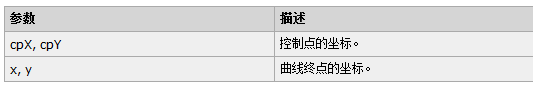 参数 描述
cpX, cpY 控制点的坐标。
x, y 曲线终点的坐标。